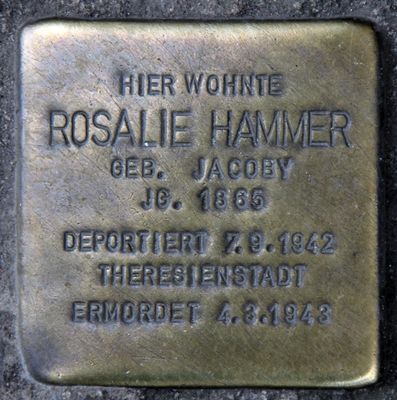 HIER WOHNTE
ROSALIE HAMMER
GEB. JACOBY
JG. 1865
DEPORTIERT 7.9.1942
THERESIENSTADT
ERMORDET 4.3.1943